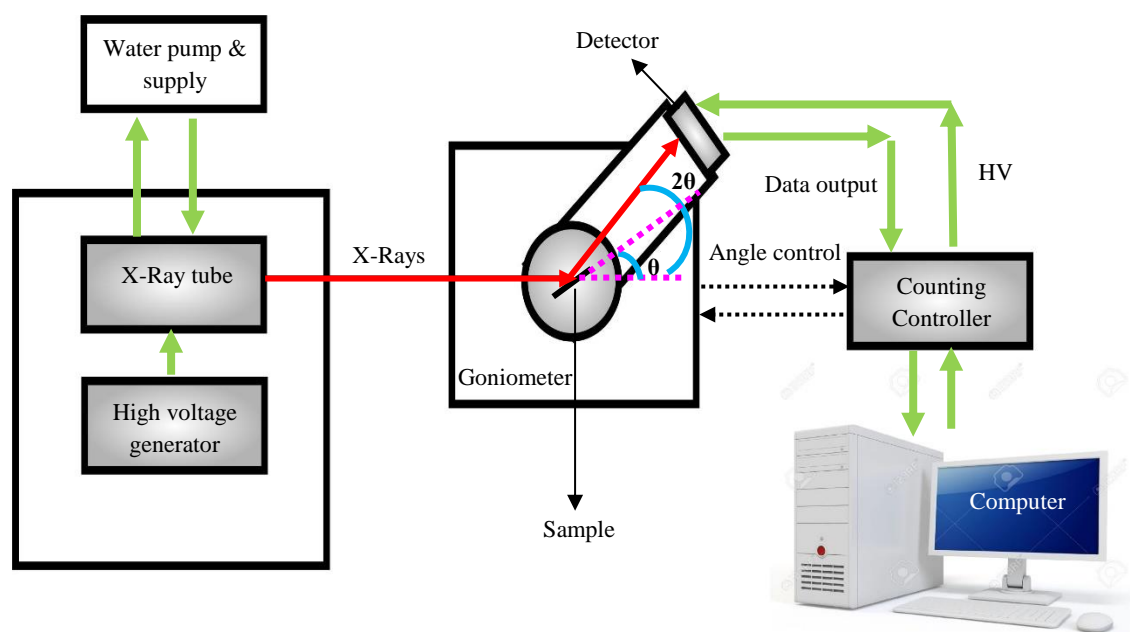 Water pump &
supply
Detector
2θ
Data output
HV
X-Rays
θ
Angle control
X-Ray tube
Counting
Controller
Goniometer
High voltage
generator
Computer
Sample